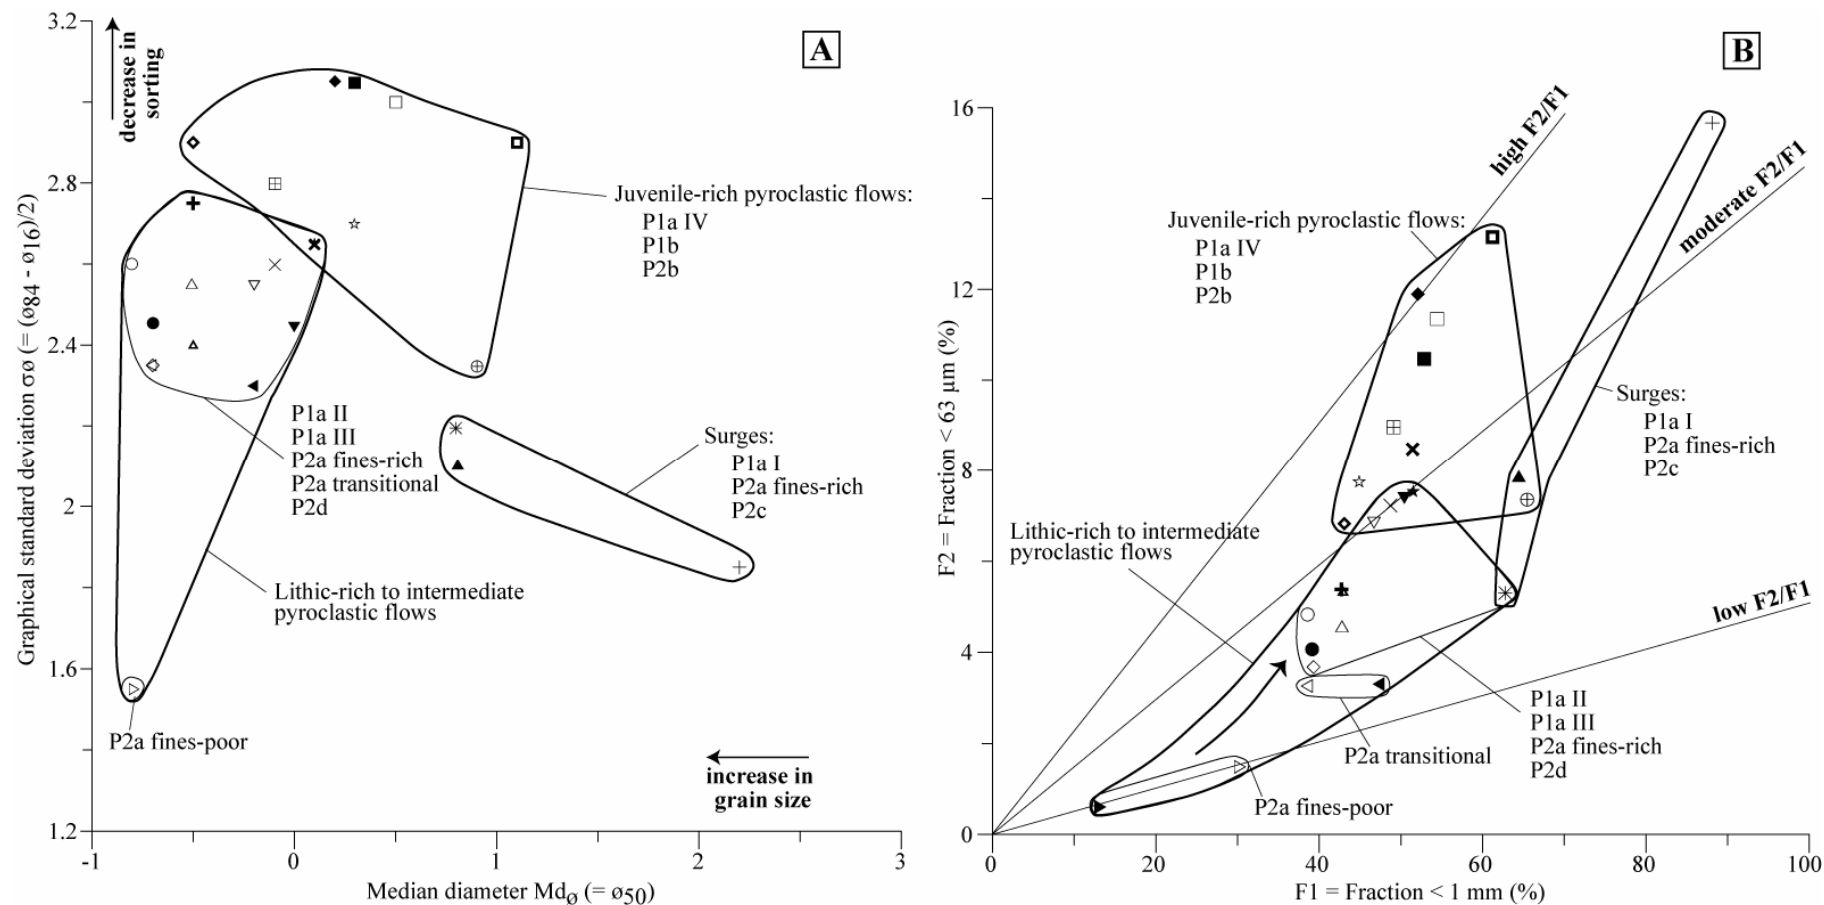 A
3.2
2.8
2.4
2
1.6
1.2
-1
0
1
2
3
Graphical standard deviation σø (= (ø84 - ø16)/2)
Median diameter Mdø (= ø50)
decrease in
sorting
Juvenile-rich pyroclastic flows:
P1a IV
P1b
P2b
P1a II
P1a III
P2a fines-rich
P2a transitional
P2d
Surges:
P1a I
P2a fines-rich
P2c
Lithic-rich to intermediate
pyroclastic flows
P2a fines-poor
increase in
grain size
B
16
12
8
4
0
0
20
40
60
80
100
F2 = Fraction < 63 µm (%)
F1 = Fraction < 1 mm (%)
high F2/F1
moderate F2/F1
low F2/F1
Juvenile-rich pyroclastic flows:
P1a IV
P1b
P2b
Surges:
P1a I
P2a fines-rich
P2c
Lithic-rich to intermediate
pyroclastic flows
P1a II
P1a III
P2a fines-rich
P2d
P2a transitional
P2a fines-poor